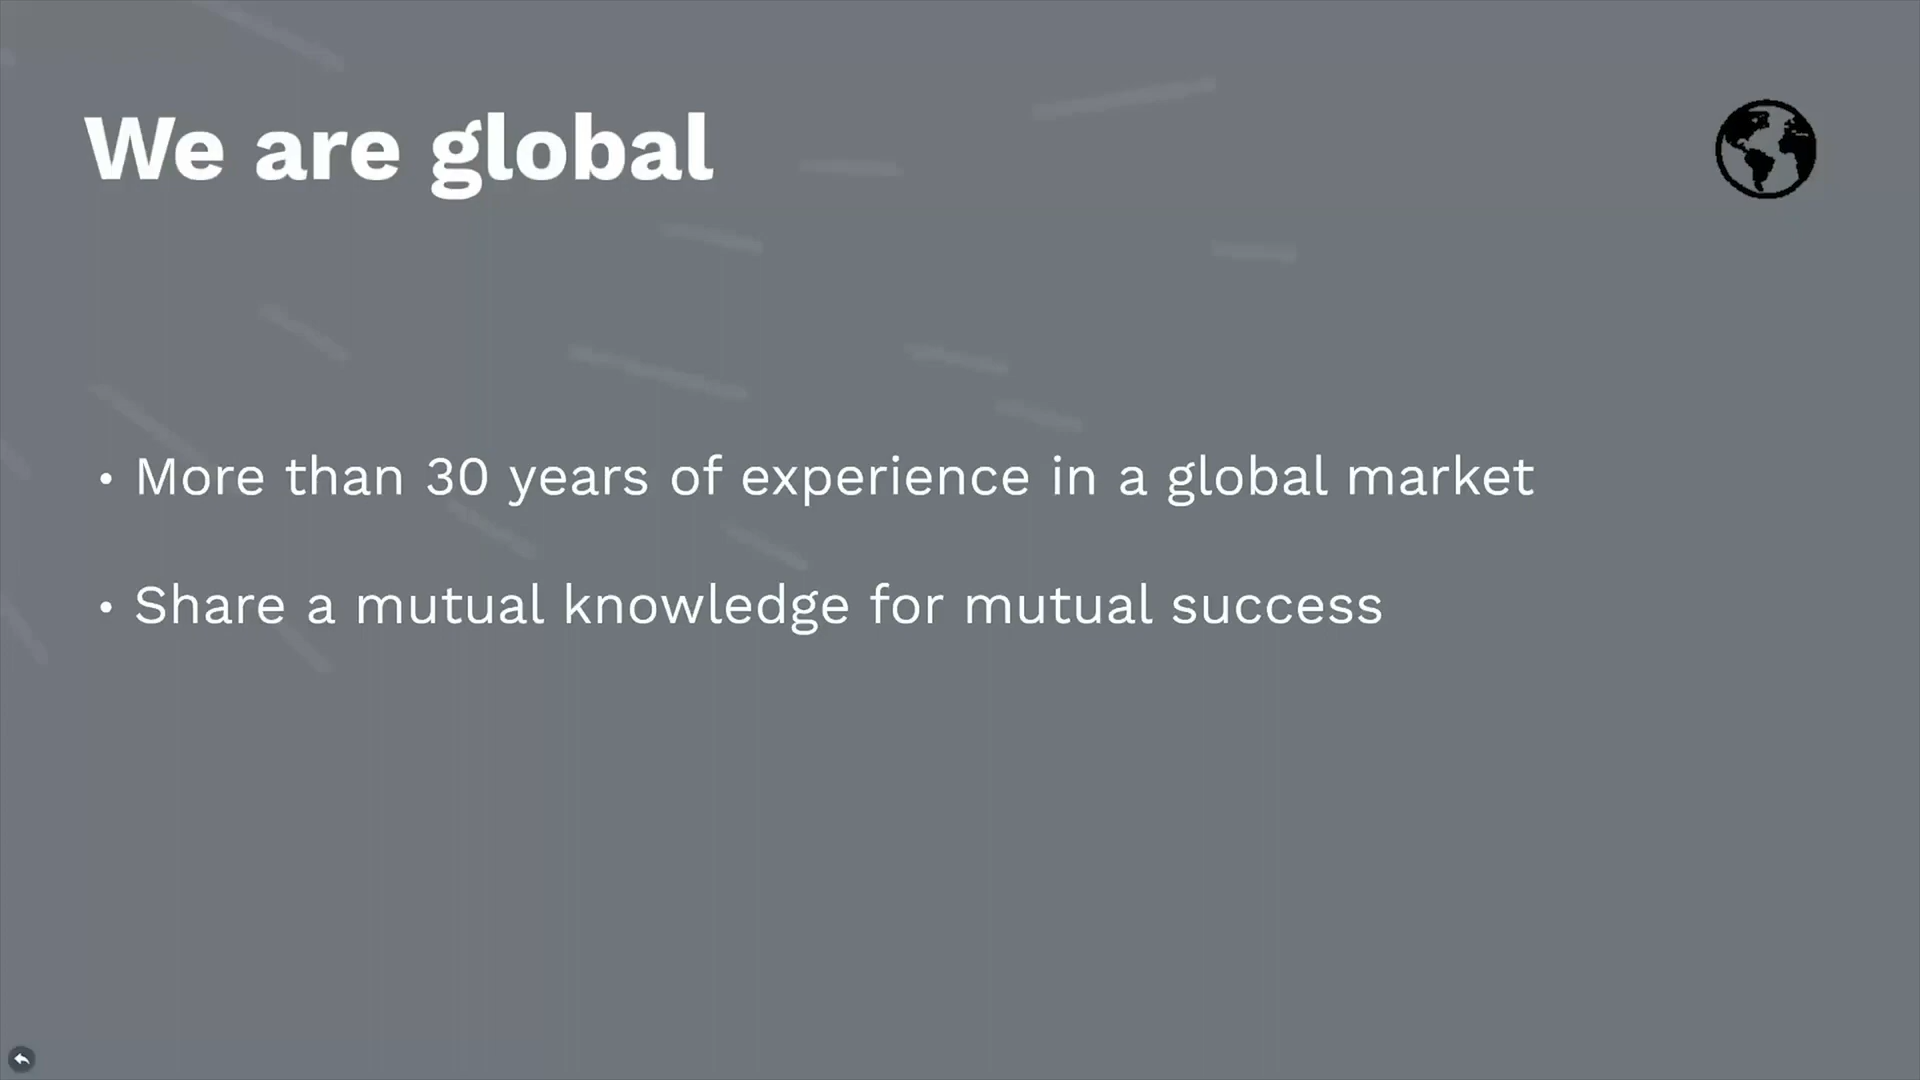 We are global
• More than 30 years of experience in a global market
• Share a mutual knowledge for mutual success